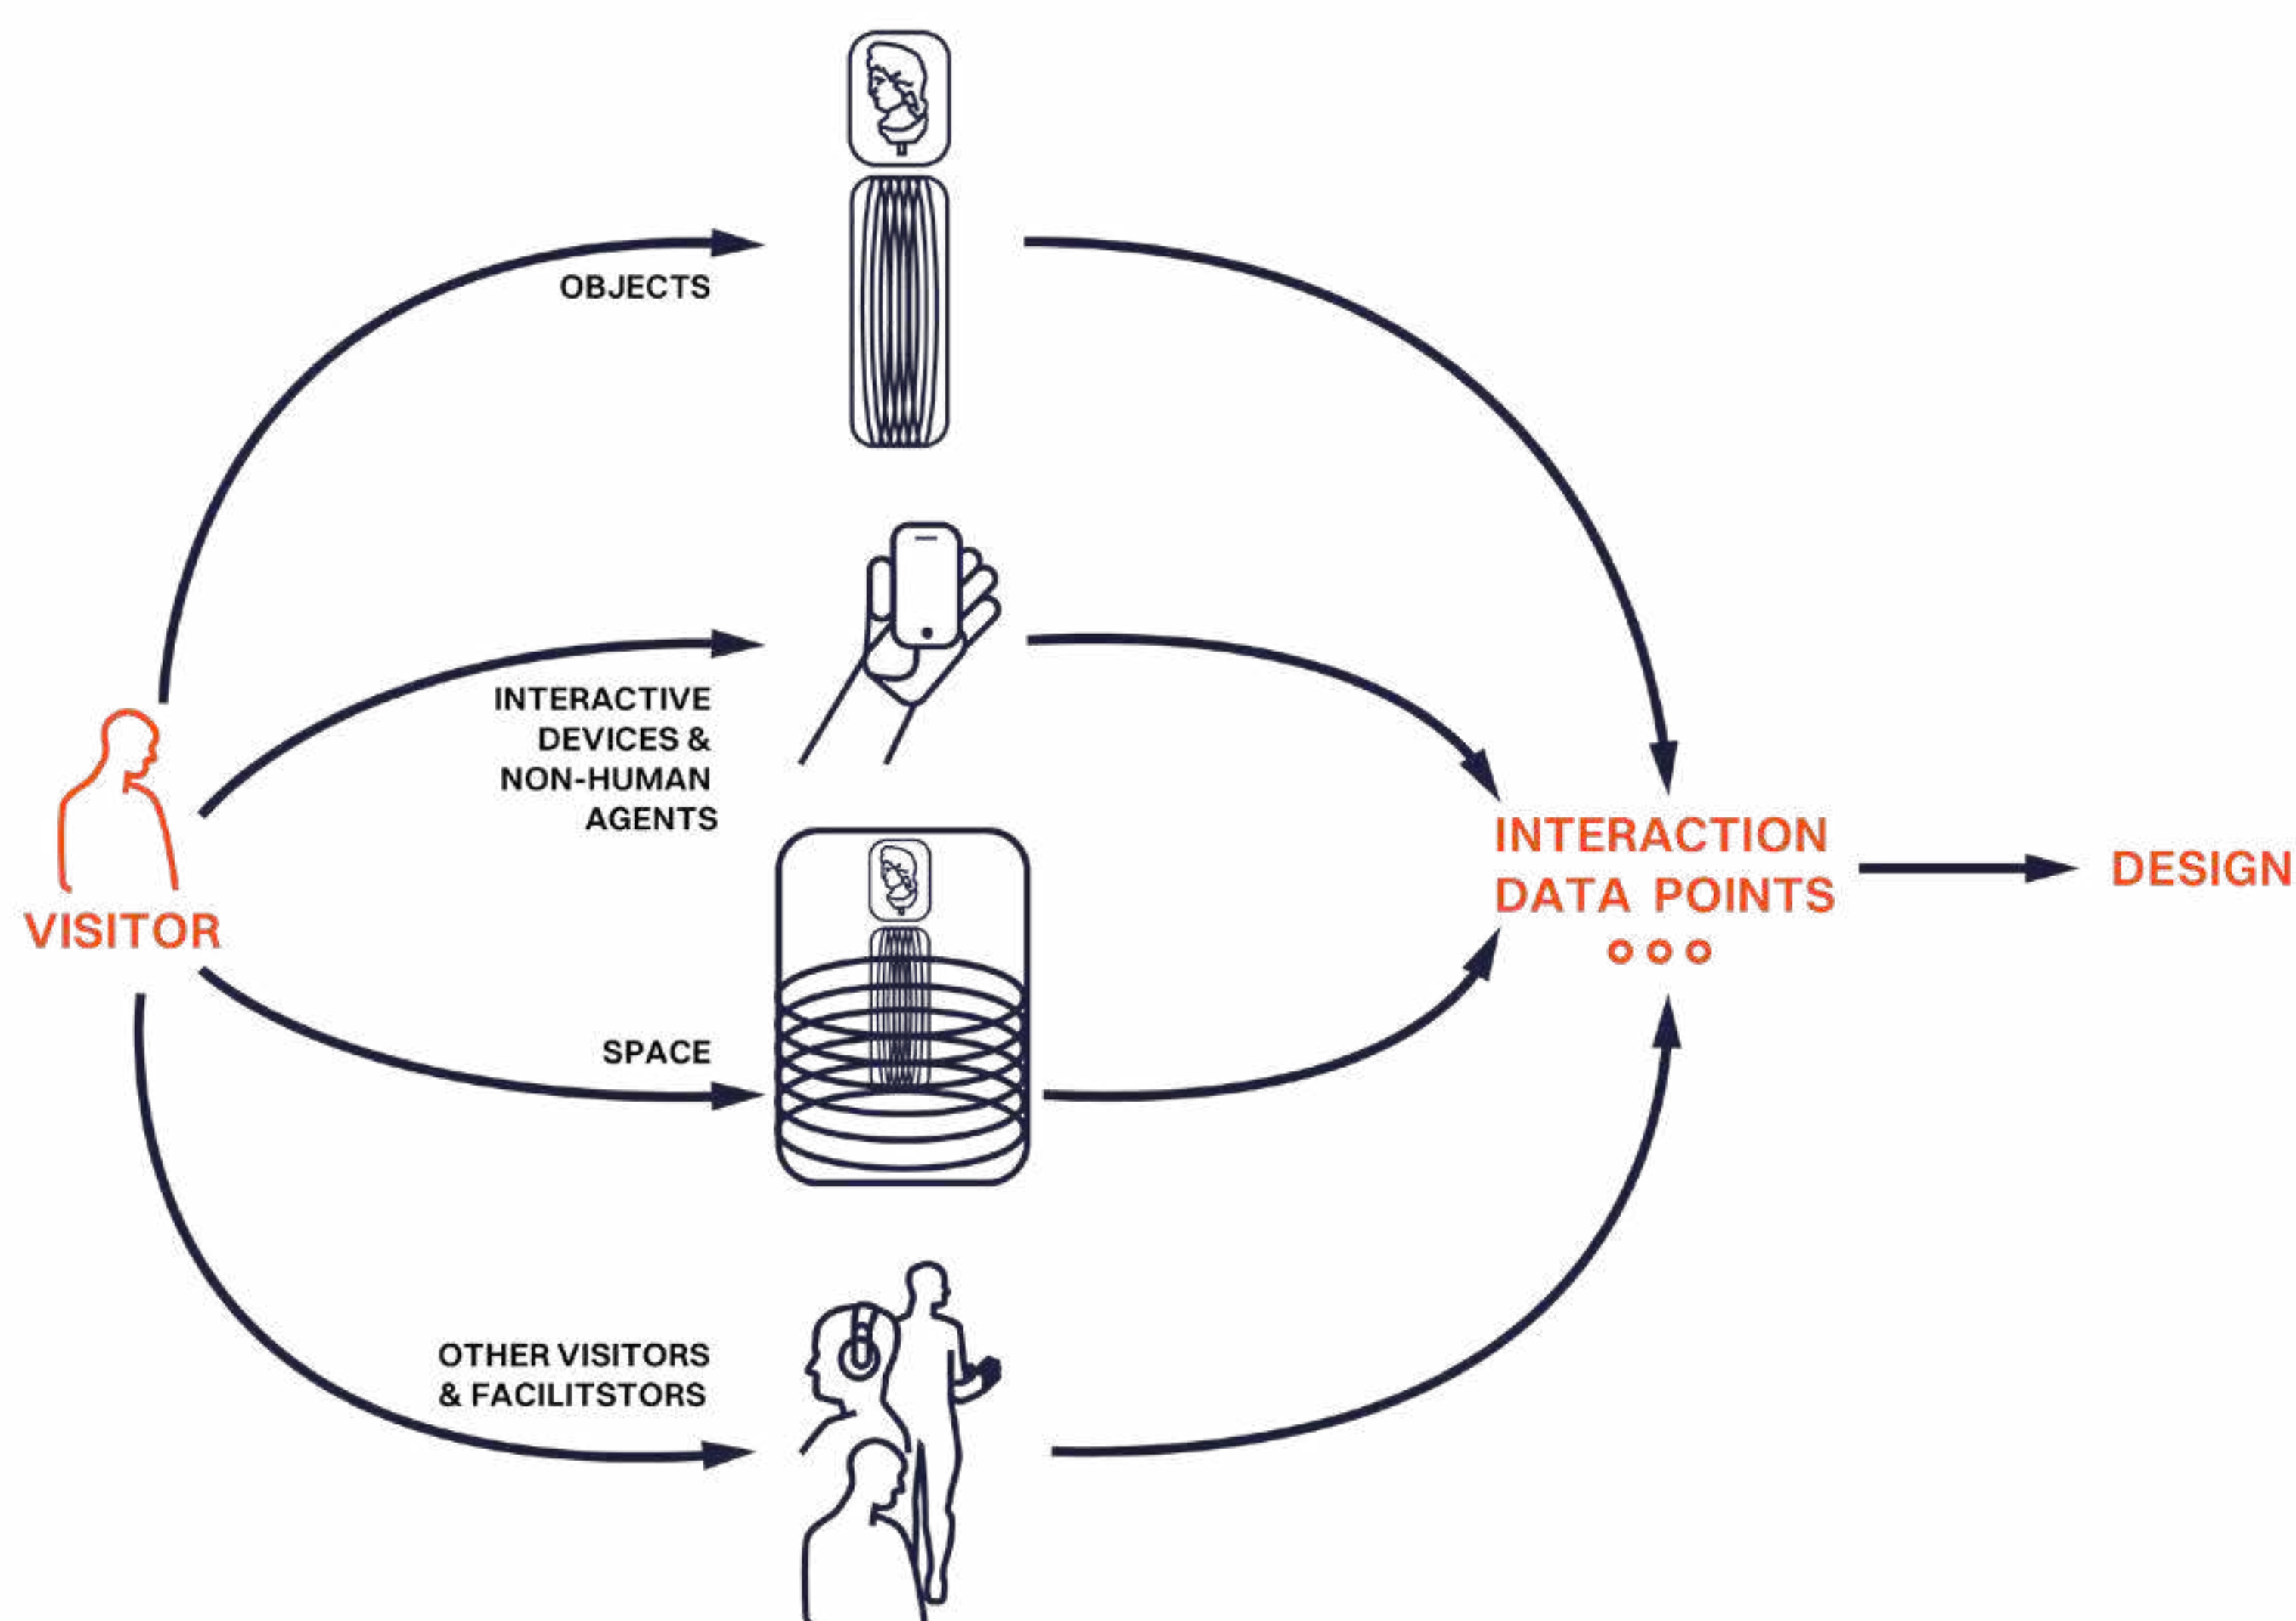 OBJECTS
INTERACTIVE
DEVICES &
NON-HUMAN
AGENTS
VISITOR
SPACE
OTHER VISITORS
& FACILITSTORS
INTERACTION
DATA POINTS
DESIGN